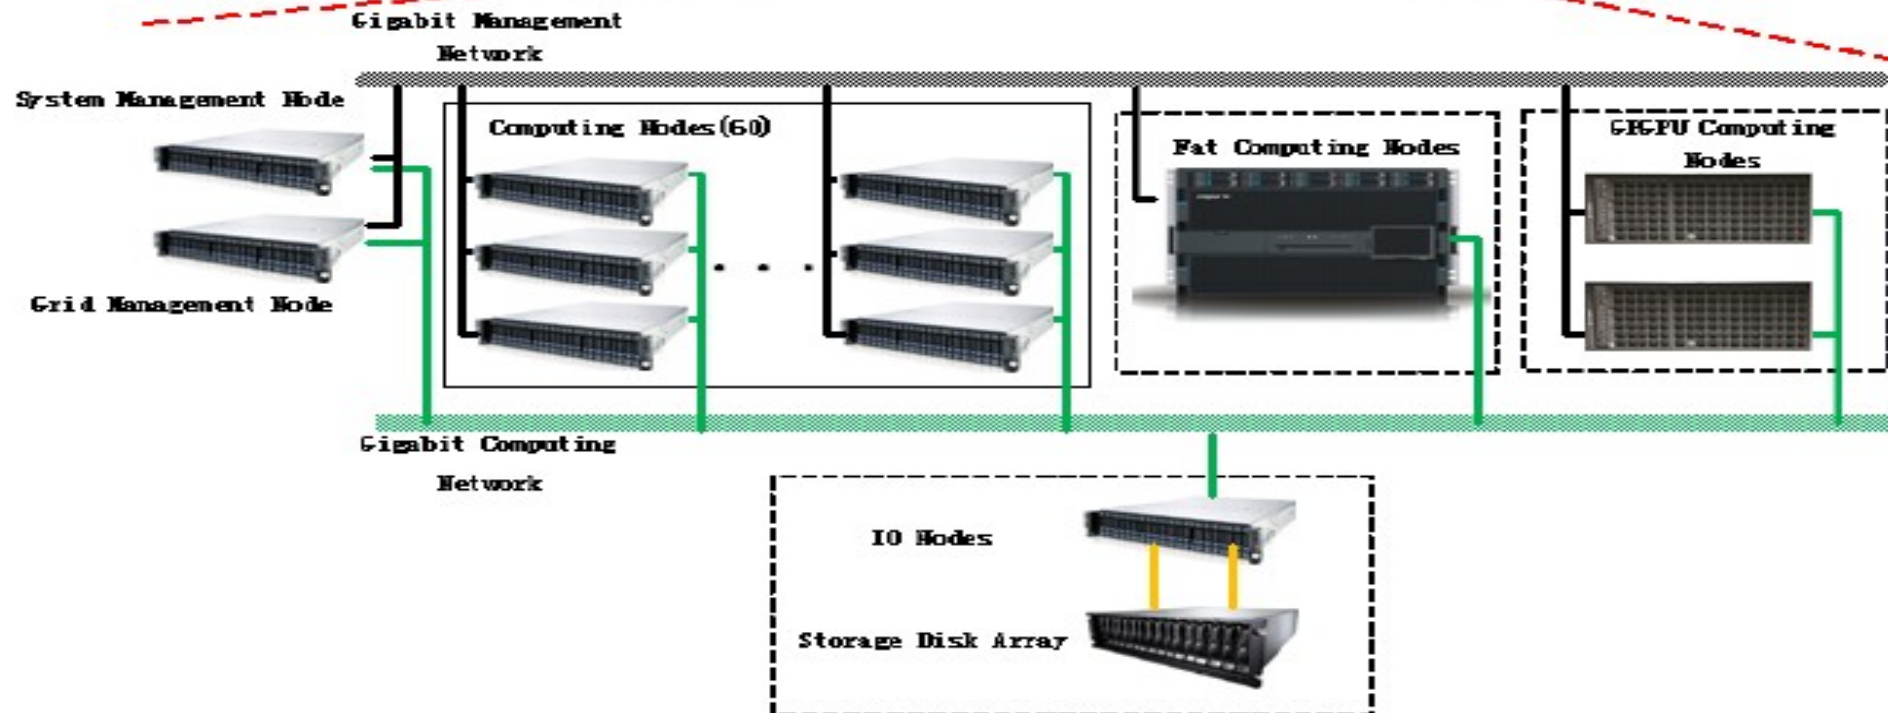 Gigabit Management
Network
System Management Node
Computing Nodes(60)
Fat Computing Nodes
GPGPU Computing
Nodes
Grid Management Node
Gigabit Computing
Network
IO Nodes
Storage Disk Array